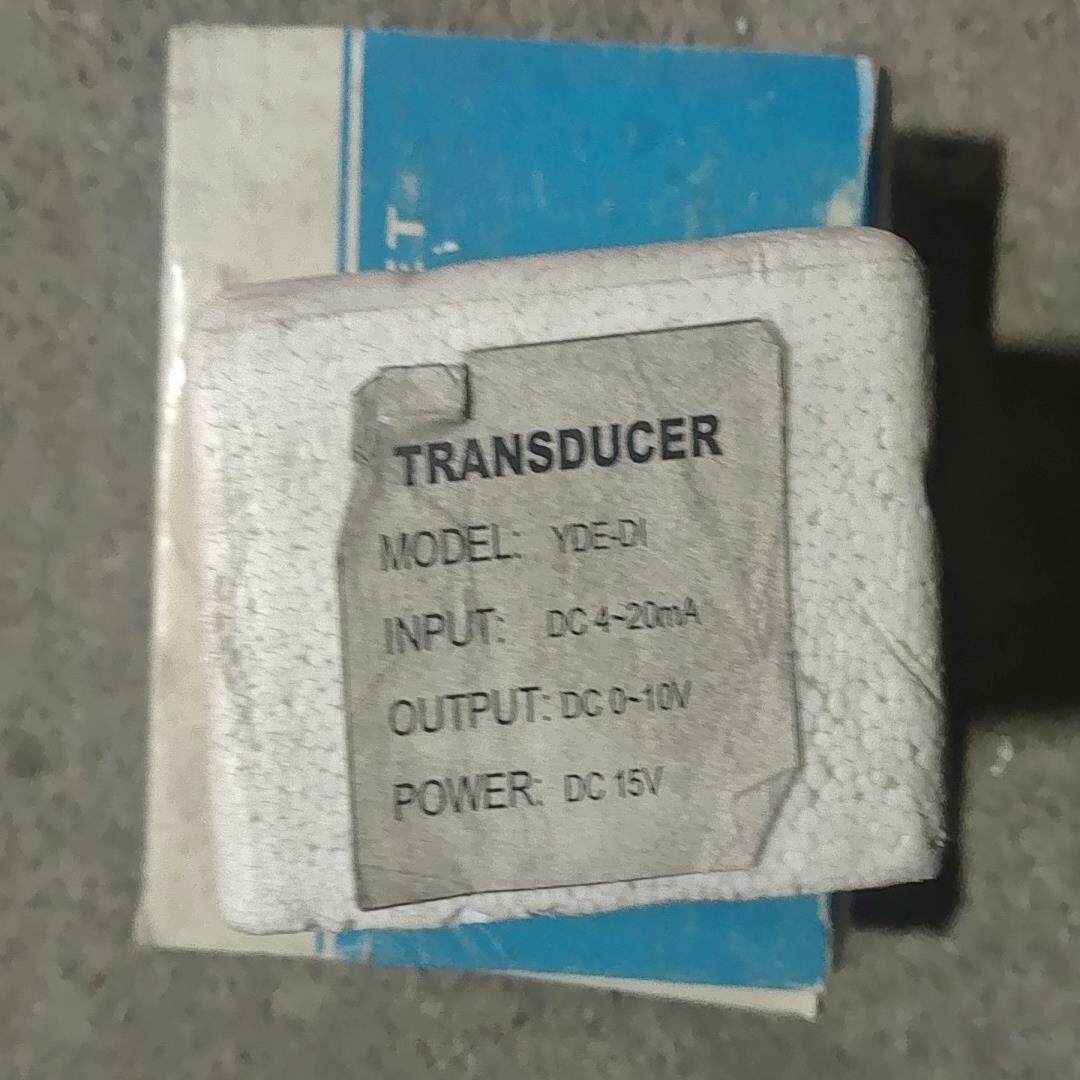 TRANSDUCER
MODEL: YDE-DI
INPUT: DC 4~20mA
OUTPUT: DC 0~10V
POWER: DC 15V